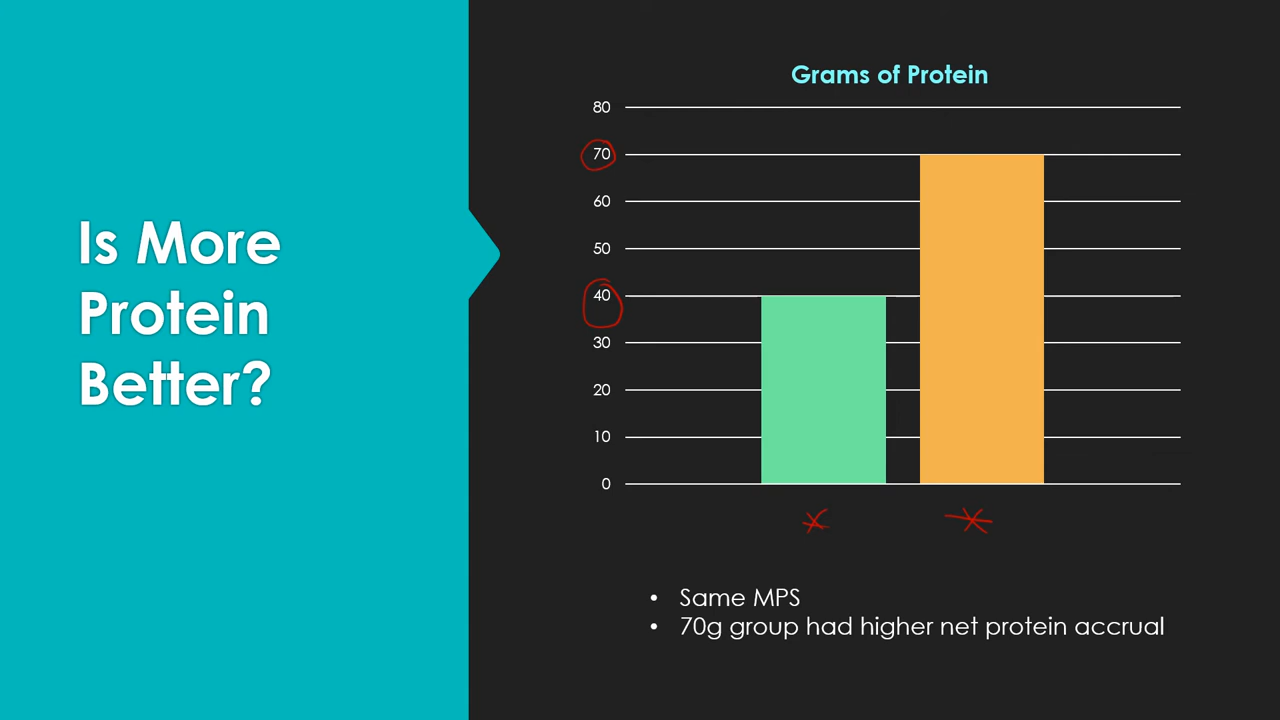 Is More
Protein
Better?
Grams of Protein
80
70
60
50
40
30
20
10
0
• Same MPS
• 70g group had higher net protein accrual